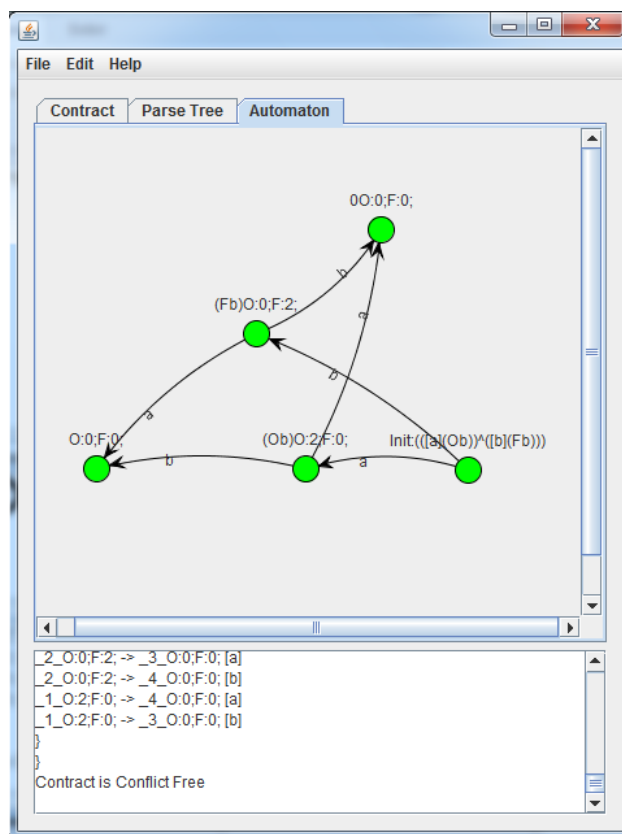 File Edit Help
Contract Parse Tree Automaton
0O:0;F:0;
b
(Fb)O:0;F:2;
a
b
a
O:0;F:0;
(Ob)O:2;F:0;
Init:(([a](Ob))^([b](Fb)))
b
a
_2_O:0;F:2; -> _3_O:0;F:0; [a]
_2_O:0;F:2; -> _4_O:0;F:0; [b]
_1_O:2;F:0; -> _4_O:0;F:0; [a]
_1_O:2;F:0; -> _3_O:0;F:0; [b]
}
}
Contract is Conflict Free